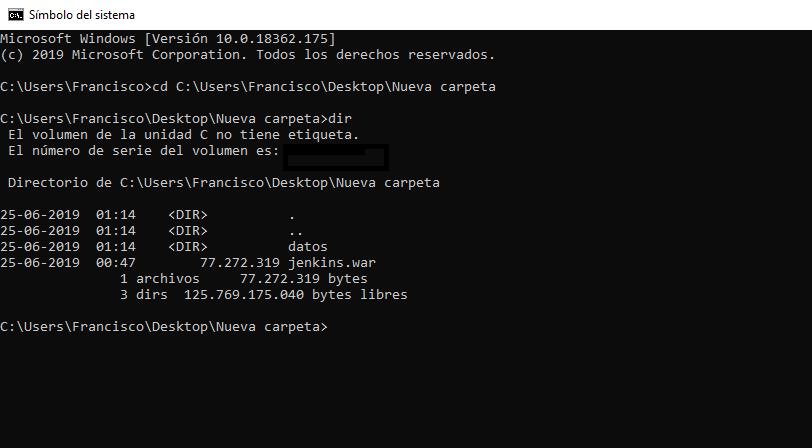 Símbolo del sistema
Microsoft Windows [Versión 10.0.18362.175]
(c) 2019 Microsoft Corporation. Todos los derechos reservados.
C:\Users\Francisco>cd C:\Users\Francisco\Desktop\Nueva carpeta
C:\Users\Francisco\Desktop\Nueva carpeta>dir
El volumen de la unidad C no tiene etiqueta.
El número de serie del volumen es:
Directorio de C:\Users\Francisco\Desktop\Nueva carpeta
25-06-2019  01:14    <DIR>          .
25-06-2019  01:14    <DIR>          ..
25-06-2019  01:14    <DIR>          datos
25-06-2019  00:47        77.272.319 jenkins.war
1 archivos     77.272.319 bytes
3 dirs  125.769.175.040 bytes libres
C:\Users\Francisco\Desktop\Nueva carpeta>